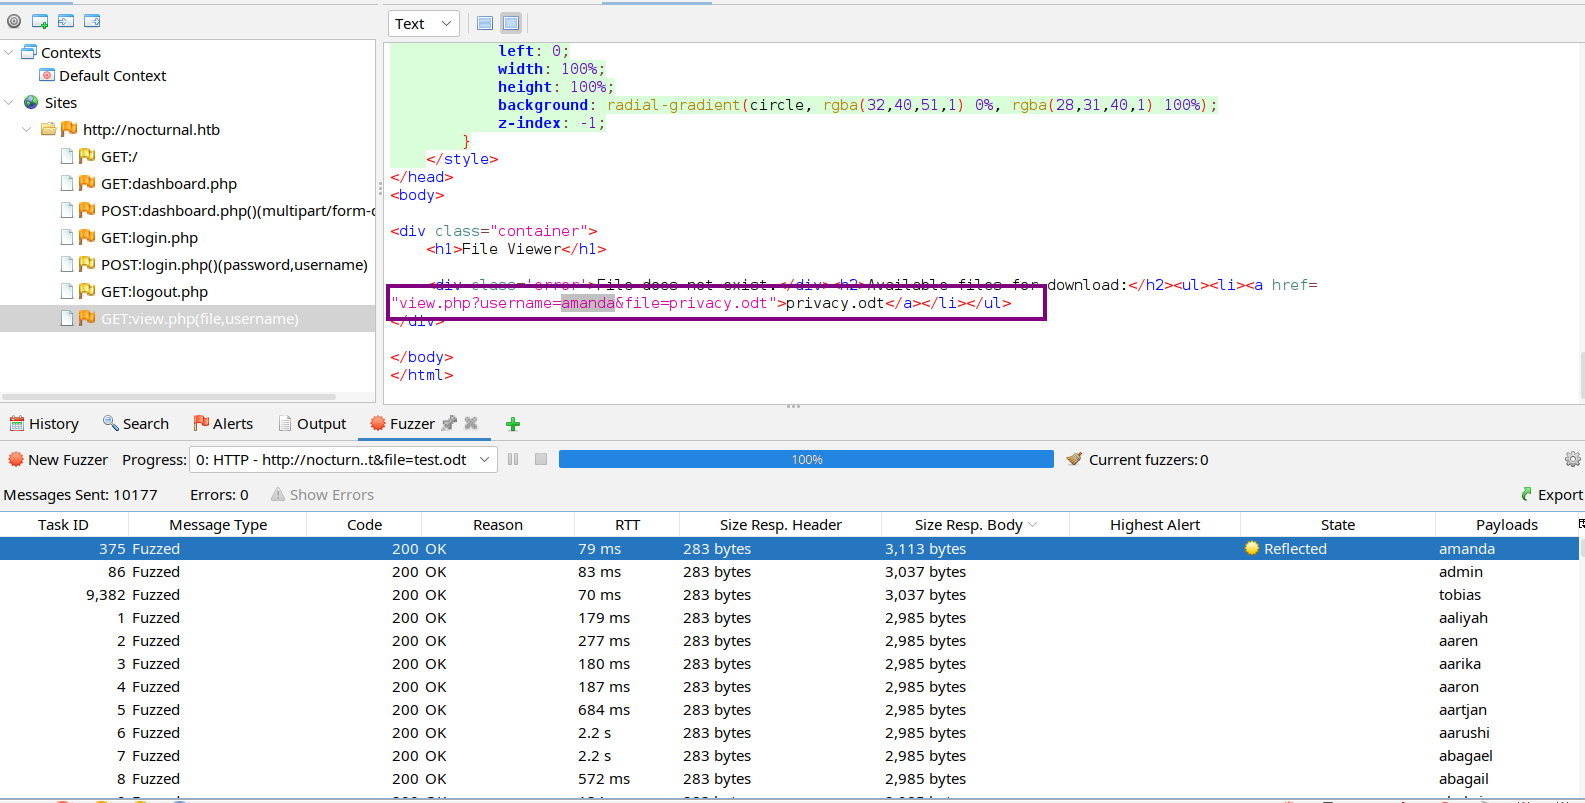 Contexts
Default Context
Sites
http://nocturnal.htb
GET:/
GET:dashboard.php
POST:dashboard.php()(multipart/form-
GET:login.php
POST:login.php()(password,username)
GET:logout.php
GET:view.php(file,username)
Text
left: 0;
width: 100%;
height: 100%;
background: radial-gradient(circle, rgba(32,40,51,1) 0%, rgba(28,31,40,1) 100%);
z-index: -1;
}
</style>
</head>
<body>
<div class="container">
<h1>File Viewer</h1>
<div class='error'>File does not exist.</div><h2>Available files for download:</h2><ul><li><a href=
"view.php?username=amanda&file=privacy.odt">privacy.odt</a></li></ul>
</div>
</body>
</html>
History Search Alerts Output Fuzzer
New Fuzzer Progress: 0: HTTP - http://nocturn..t&file=test.odt 100% Current fuzzers: 0
Messages Sent: 10177 Errors: 0 Show Errors Export
Task ID Message Type Code Reason RTT Size Resp. Header Size Resp. Body Highest Alert State Payloads
375 Fuzzed 200 OK 79 ms 283 bytes 3,113 bytes Reflected amanda
86 Fuzzed 200 OK 83 ms 283 bytes 3,037 bytes admin
9,382 Fuzzed 200 OK 70 ms 283 bytes 3,037 bytes tobias
1 Fuzzed 200 OK 179 ms 283 bytes 2,985 bytes aaliyah
2 Fuzzed 200 OK 277 ms 283 bytes 2,985 bytes aaren
3 Fuzzed 200 OK 180 ms 283 bytes 2,985 bytes aarika
4 Fuzzed 200 OK 187 ms 283 bytes 2,985 bytes aaron
5 Fuzzed 200 OK 684 ms 283 bytes 2,985 bytes aartjan
6 Fuzzed 200 OK 2.2 s 283 bytes 2,985 bytes aarushi
7 Fuzzed 200 OK 2.2 s 283 bytes 2,985 bytes abagael
8 Fuzzed 200 OK 572 ms 283 bytes 2,985 bytes abagail